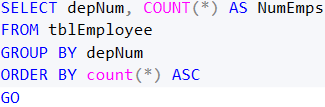 SELECT depNum, COUNT(*) AS NumEmps
FROM tblEmployee
GROUP BY depNum
ORDER BY count(*) ASC
GO